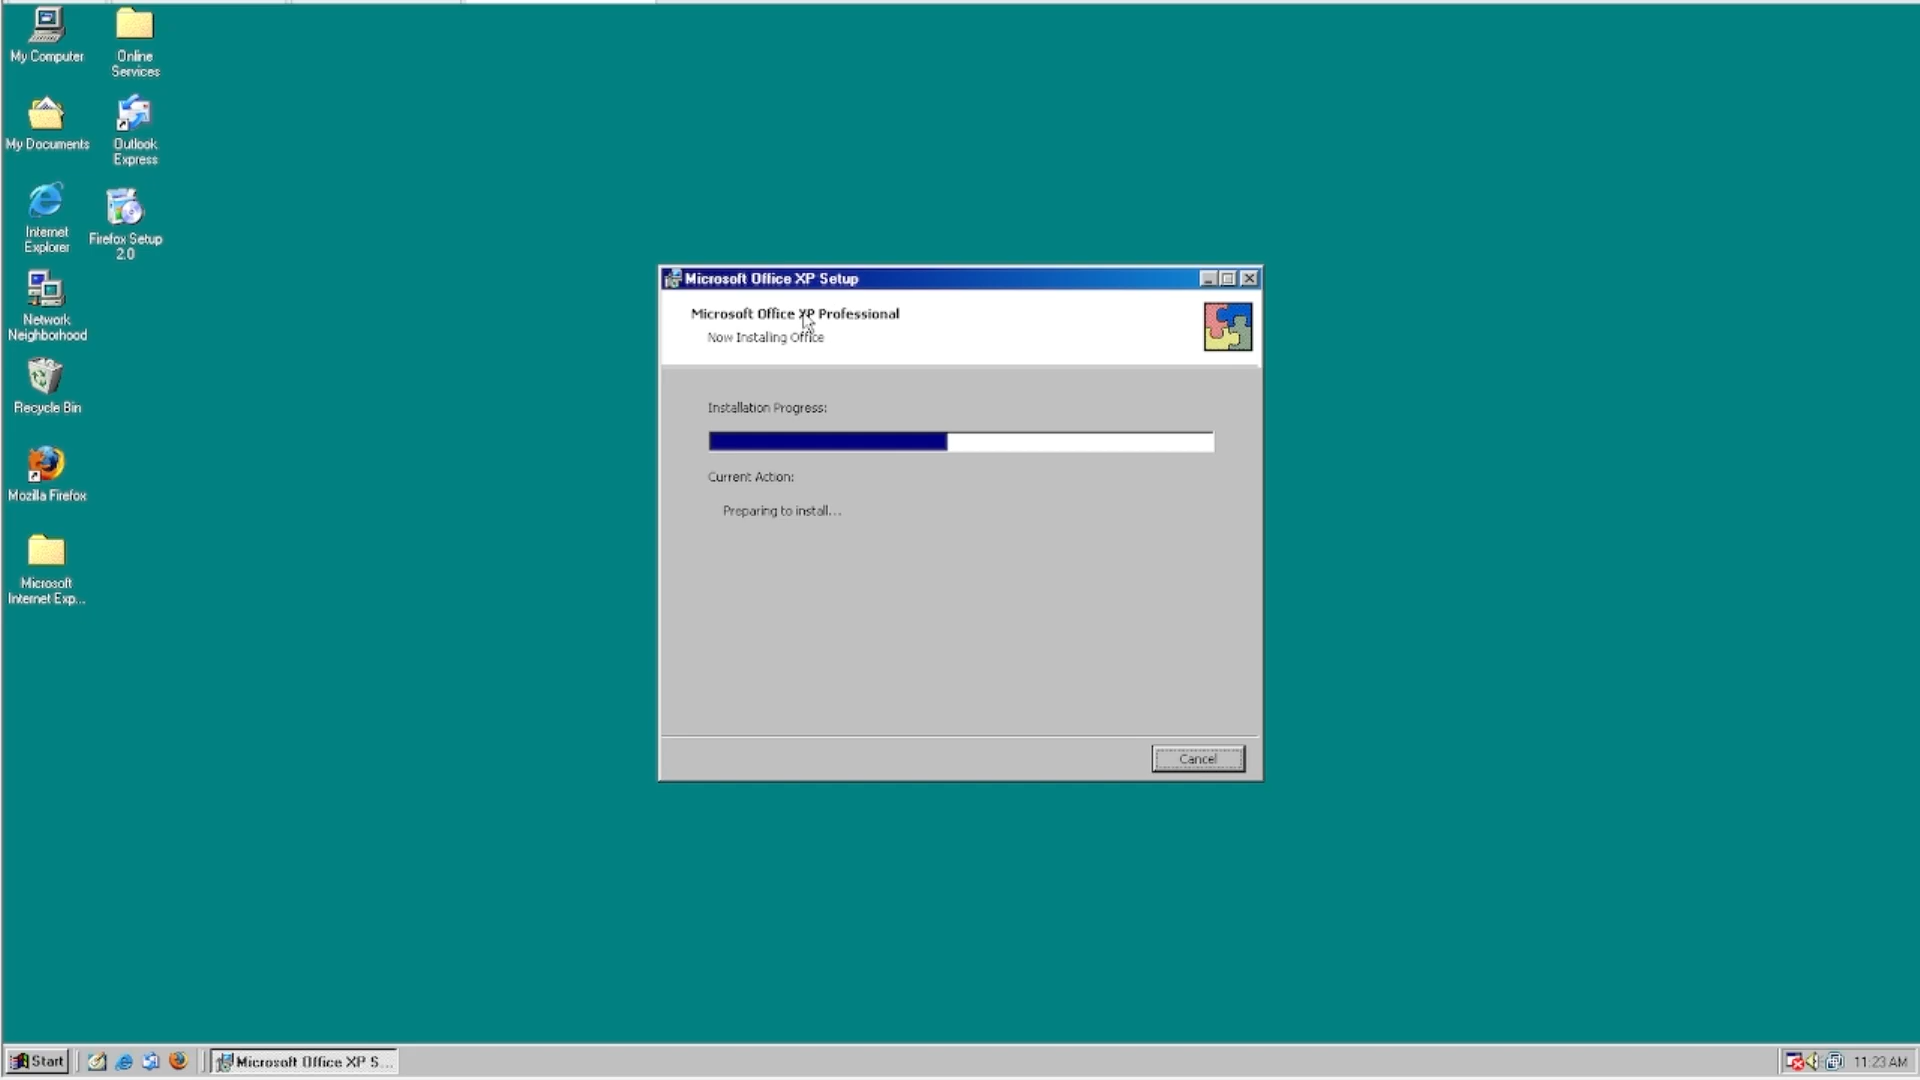 My Computer
Online
Services
My Documents
Outlook
Express
Internet
Explorer
Firefox Setup
2.0
Network
Neighborhood
Recycle Bin
Mozilla Firefox
Microsoft
Internet Exp...
Microsoft Office XP Setup
Microsoft Office XP Professional
Now Installing Office
Installation Progress:
Current Action:
Preparing to install...
Cancel
Start
Microsoft Office XP S...
11:23 AM